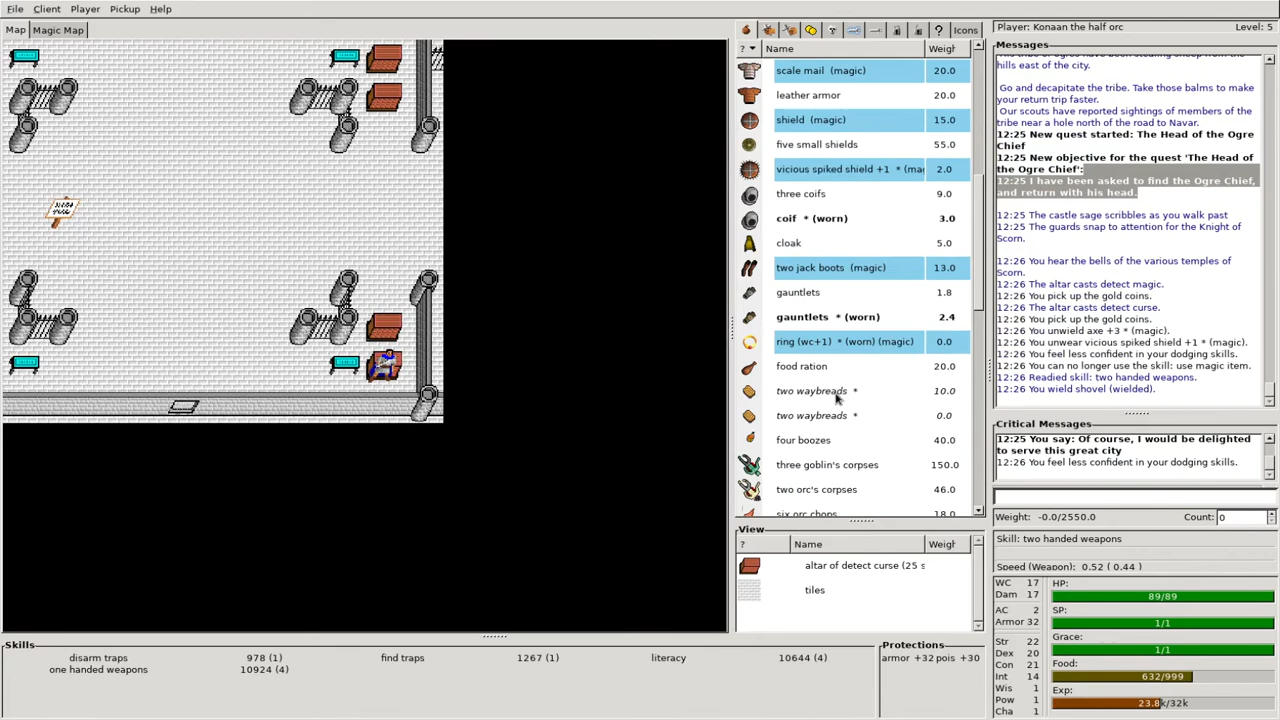 File Client Player Pickup Help
Map Magic Map
Icons
? Name Weigh
scale mail (magic) 20.0
leather armor 20.0
shield (magic) 15.0
five small shields 55.0
vicious spiked shield +1 * (mag 2.0
three coifs 9.0
coif * (worn) 3.0
cloak 5.0
two jack boots (magic) 13.0
gauntlets 1.8
gauntlets * (worn) 2.4
ring (wc+1) * (worn) (magic) 0.0
food ration 20.0
two waybreads * 10.0
two waybreads * 0.0
four boozes 40.0
three goblin's corpses 150.0
two orc's corpses 46.0
six orc chops 18.0
View
? Name Weigh
altar of detect curse (25 s
tiles
Player: Konaan the half orc Level: 5
Messages
hills east of the city.
Go and decapitate the tribe. Take those balms to make
your return trip faster.
Our scouts have reported sightings of members of the
tribe near a hole north of the road to Navar.
12:25 New quest started: The Head of the Ogre
Chief
12:25 New objective for the quest 'The Head of
the Ogre Chief':
12:25 I have been asked to find the Ogre Chief,
and return with his head.
12:25 The castle sage scribbles as you walk past
12:25 The guards snap to attention for the Knight of
Scorn.
12:26 You hear the bells of the various temples of
Scorn.
12:26 The altar casts detect magic.
12:26 You pick up the gold coins.
12:26 The altar casts detect curse.
12:26 You pick up the gold coins.
12:26 You unwield axe +3 * (magic).
12:26 You unwear vicious spiked shield +1 * (magic).
12:26 You feel less confident in your dodging skills.
12:26 You can no longer use the skill: use magic item.
12:26 Readied skill: two handed weapons.
12:26 You wield shovel (wielded).
Critical Messages
12:25 You say: Of course, I would be delighted
to serve this great city
12:26 You feel less confident in your dodging skills.
Weight: -0.0/2550.0 Count: 0
Skill: two handed weapons
Speed (Weapon): 0.52 ( 0.44 )
WC 17
Dam 17
AC 2
Armor 32
Str 22
Dex 20
Con 21
Int 14
Wis 1
Pow 1
Cha 1
HP:
89/89
SP:
1/1
Grace:
1/1
Food:
632/999
Exp:
23.8k/32k
Skills
disarm traps 978 (1) find traps 1267 (1) literacy 10644 (4)
one handed weapons 10924 (4)
Protections
armor +32 pois +30